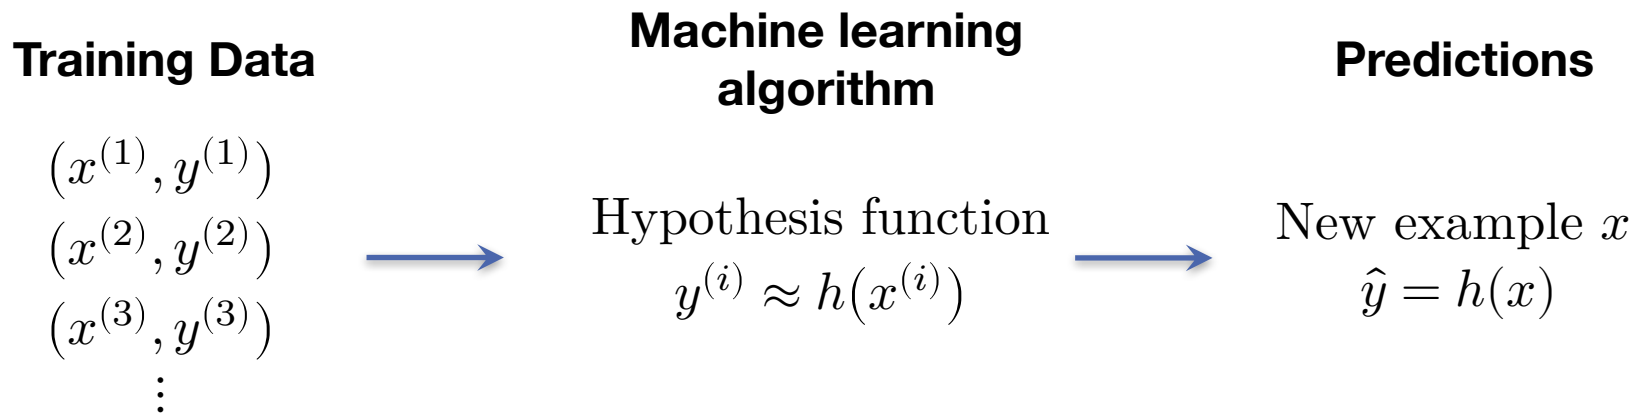 Training Data
(x^(1), y^(1))
(x^(2), y^(2))
(x^(3), y^(3))
⋮
Machine learning
algorithm
Hypothesis function
y^(i) ≈ h(x^(i))
Predictions
New example x
ŷ = h(x)